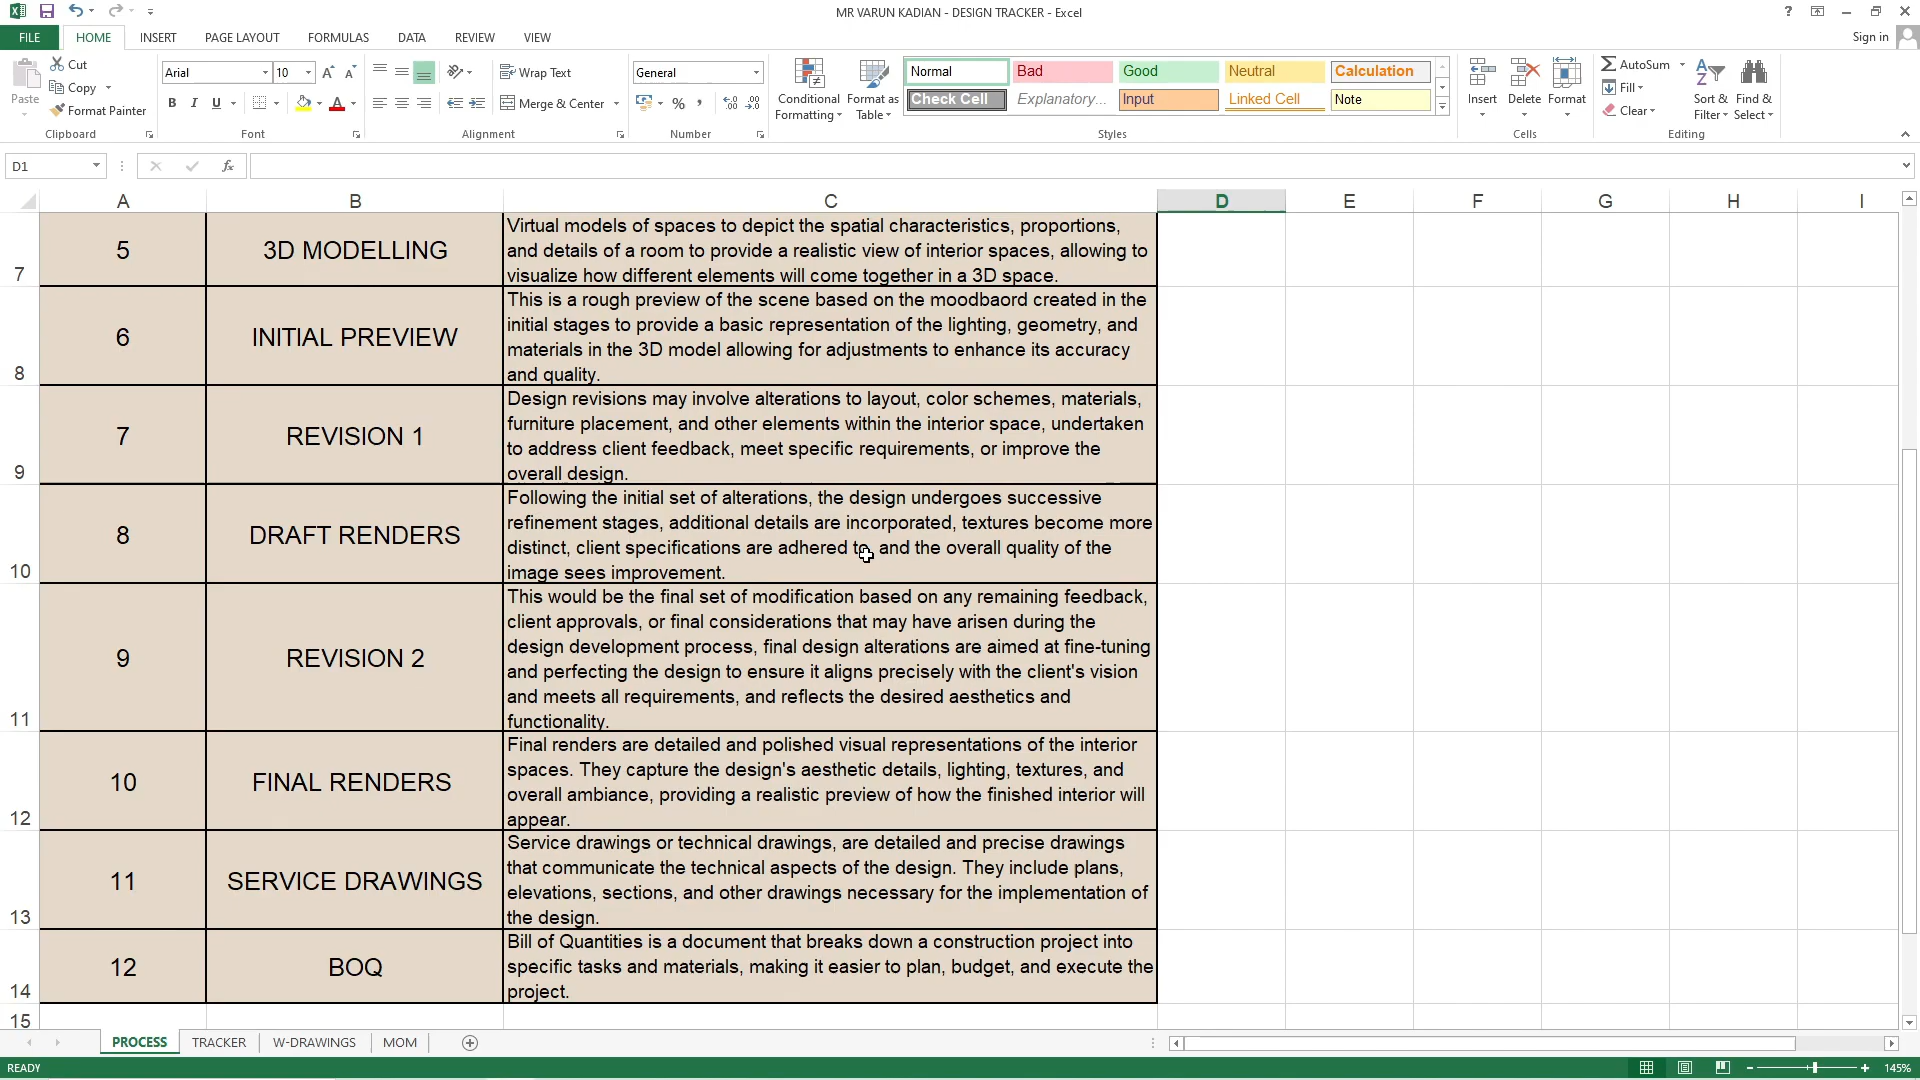 MR VARUN KADIAN - DESIGN TRACKER - Excel
?
FILE HOME INSERT PAGE LAYOUT FORMULAS DATA REVIEW VIEW Sign in
Paste
Cut
Copy
Format Painter
Clipboard
Arial 10
B I U
Font
Wrap Text
Merge & Center
Alignment
General
%
Number
Conditional Formatting
Format as Table
Normal Bad Good Neutral Calculation
Check Cell Explanatory... Input Linked Cell Note
Styles
Insert Delete Format
Cells
AutoSum
Fill
Clear
Sort & Filter
Find & Select
Editing
D1 fx
A B C D E F G H I
7 5 3D MODELLING
Virtual models of spaces to depict the spatial characteristics, proportions,
and details of a room to provide a realistic view of interior spaces, allowing to
visualize how different elements will come together in a 3D space.
8 6 INITIAL PREVIEW
This is a rough preview of the scene based on the moodbaord created in the
initial stages to provide a basic representation of the lighting, geometry, and
materials in the 3D model allowing for adjustments to enhance its accuracy
and quality.
9 7 REVISION 1
Design revisions may involve alterations to layout, color schemes, materials,
furniture placement, and other elements within the interior space, undertaken
to address client feedback, meet specific requirements, or improve the
overall design.
10 8 DRAFT RENDERS
Following the initial set of alterations, the design undergoes successive
refinement stages, additional details are incorporated, textures become more
distinct, client specifications are adhered to, and the overall quality of the
image sees improvement.
11 9 REVISION 2
This would be the final set of modification based on any remaining feedback,
client approvals, or final considerations that may have arisen during the
design development process, final design alterations are aimed at fine-tuning
and perfecting the design to ensure it aligns precisely with the client's vision
and meets all requirements, and reflects the desired aesthetics and
functionality.
12 10 FINAL RENDERS
Final renders are detailed and polished visual representations of the interior
spaces. They capture the design's aesthetic details, lighting, textures, and
overall ambiance, providing a realistic preview of how the finished interior will
appear.
13 11 SERVICE DRAWINGS
Service drawings or technical drawings, are detailed and precise drawings
that communicate the technical aspects of the design. They include plans,
elevations, sections, and other drawings necessary for the implementation of
the design.
14 12 BOQ
Bill of Quantities is a document that breaks down a construction project into
specific tasks and materials, making it easier to plan, budget, and execute the
project.
15
PROCESS TRACKER W-DRAWINGS MOM
READY 145%